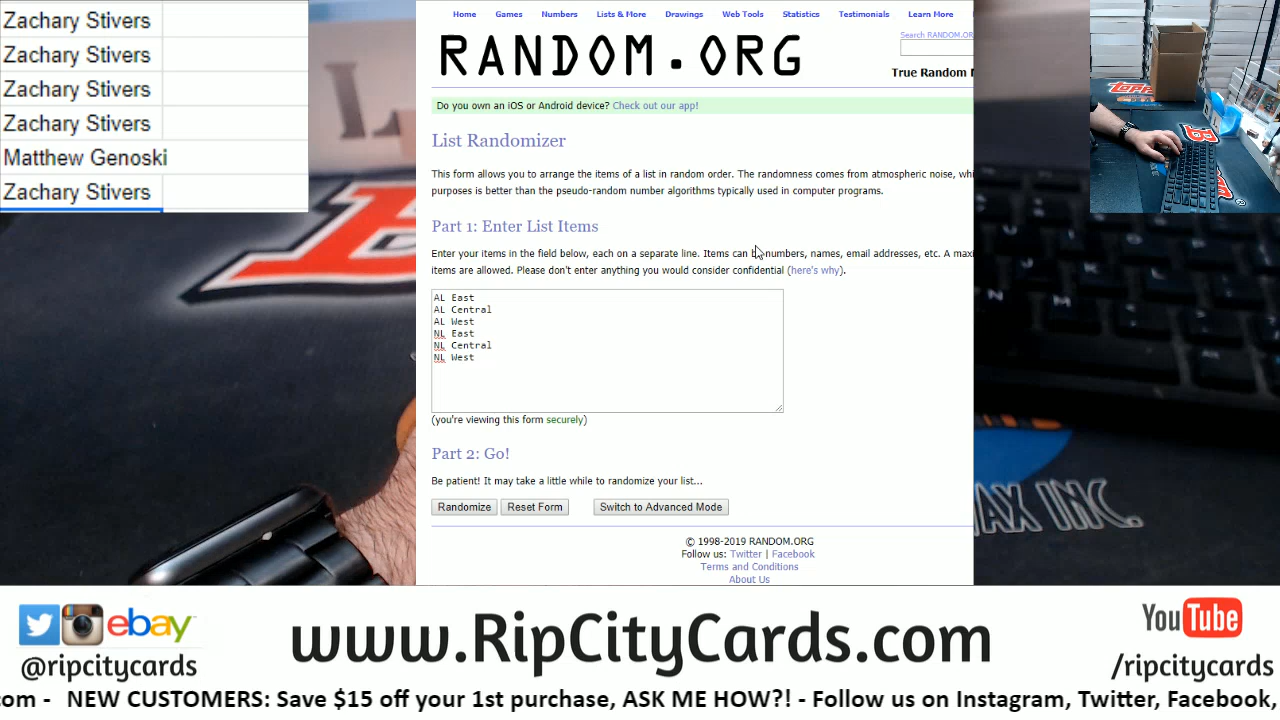 Zachary Stivers
Zachary Stivers
Zachary Stivers
Zachary Stivers
Matthew Genoski
Zachary Stivers
Home Games Numbers Lists & More Drawings Web Tools Statistics Testimonials Learn More
Search RANDOM.OR
RANDOM.ORG
True Random
Do you own an iOS or Android device? Check out our app!
List Randomizer
This form allows you to arrange the items of a list in random order. The randomness comes from atmospheric noise, whi
purposes is better than the pseudo-random number algorithms typically used in computer programs.
Part 1: Enter List Items
Enter your items in the field below, each on a separate line. Items can be numbers, names, email addresses, etc. A maxi
items are allowed. Please don't enter anything you would consider confidential (here's why).
AL East
AL Central
AL West
NL East
NL Central
NL West
(you're viewing this form securely)
Part 2: Go!
Be patient! It may take a little while to randomize your list...
Randomize Reset Form Switch to Advanced Mode
© 1998-2019 RANDOM.ORG
Follow us: Twitter | Facebook
Terms and Conditions
About Us
MAX INC.
ebay
@ripcitycards
www.RipCityCards.com
YouTube
/ripcitycards
com - NEW CUSTOMERS: Save $15 off your 1st purchase, ASK ME HOW?! - Follow us on Instagram, Twitter, Facebook,